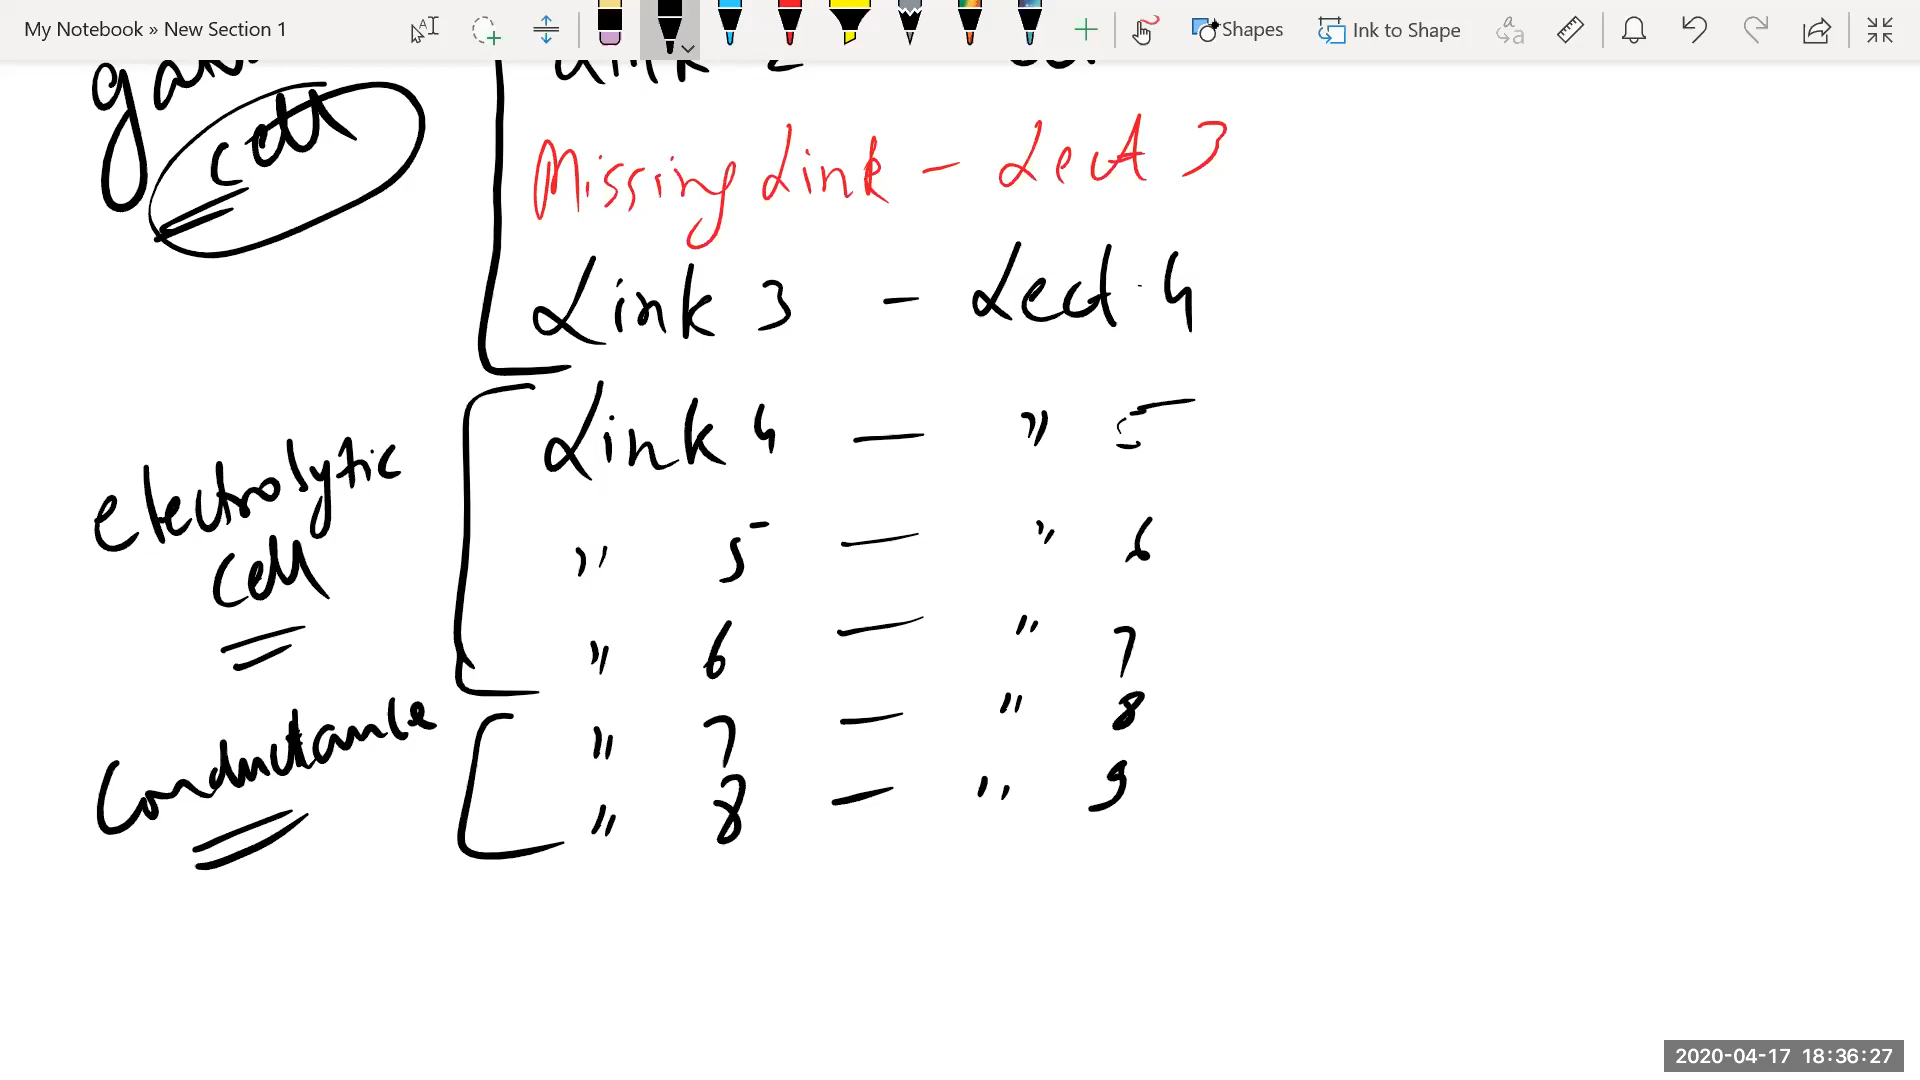 My Notebook » New Section 1
Shapes
Ink to Shape
cell
Link 2
Missing Link - Lect 3
Link 3 - Lect. 4
Link 4 — " 5
electrolytic
cell
" 5 — " 6
" 6 — " 7
Conductance
" 7 — " 8
" 8 — " 9
2020-04-17 18:36:27